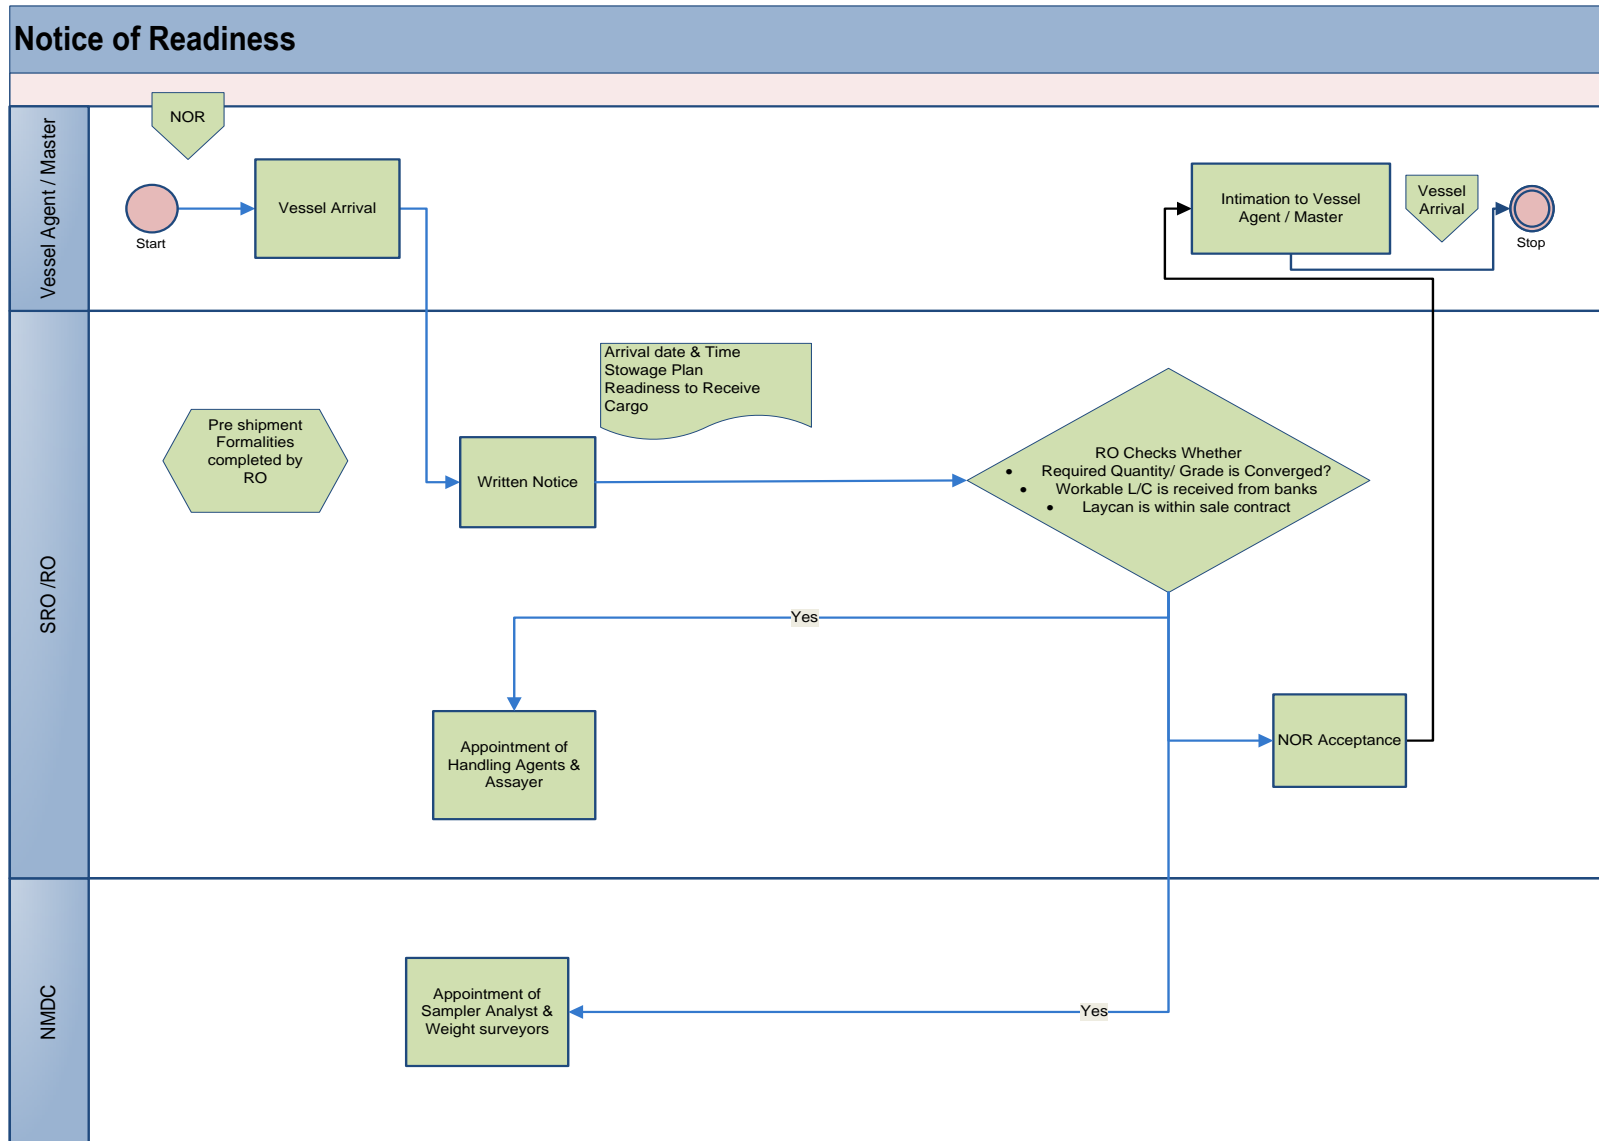 Notice of Readiness
Vessel Agent / Master
NOR
Start
Vessel Arrival
Intimation to Vessel
Agent / Master
Vessel
Arrival
Stop
SRO /RO
Pre shipment
Formalities
completed by
RO
Arrival date & Time
Stowage Plan
Readiness to Receive
Cargo
Written Notice
RO Checks Whether
• Required Quantity/ Grade is Converged?
• Workable L/C is received from banks
• Laycan is within sale contract
Yes
Appointment of
Handling Agents &
Assayer
NOR Acceptance
NMDC
Appointment of
Sampler Analyst &
Weight surveyors
Yes